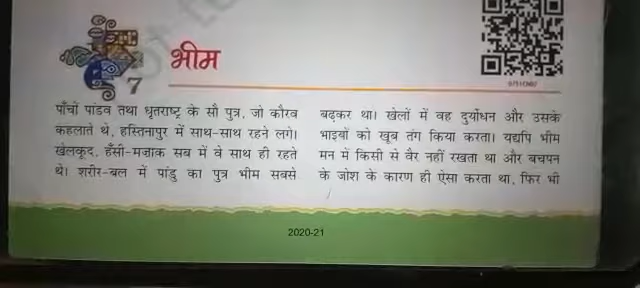 भीम
7
पाँचों पांडव तथा धृतराष्ट्र के सौ पुत्र, जो कौरव
कहलाते थे, हस्तिनापुर में साथ-साथ रहने लगे।
खेलकूद, हँसी-मज़ाक सब में वे साथ ही रहते
थे। शरीर-बल में पांडु का पुत्र भीम सबसे
बढ़कर था। खेलों में वह दुर्योधन और उसके
भाइयों को खूब तंग किया करता। यद्यपि भीम
मन में किसी से वैर नहीं रखता था और बचपन
के जोश के कारण ही ऐसा करता था, फिर भी
2020-21